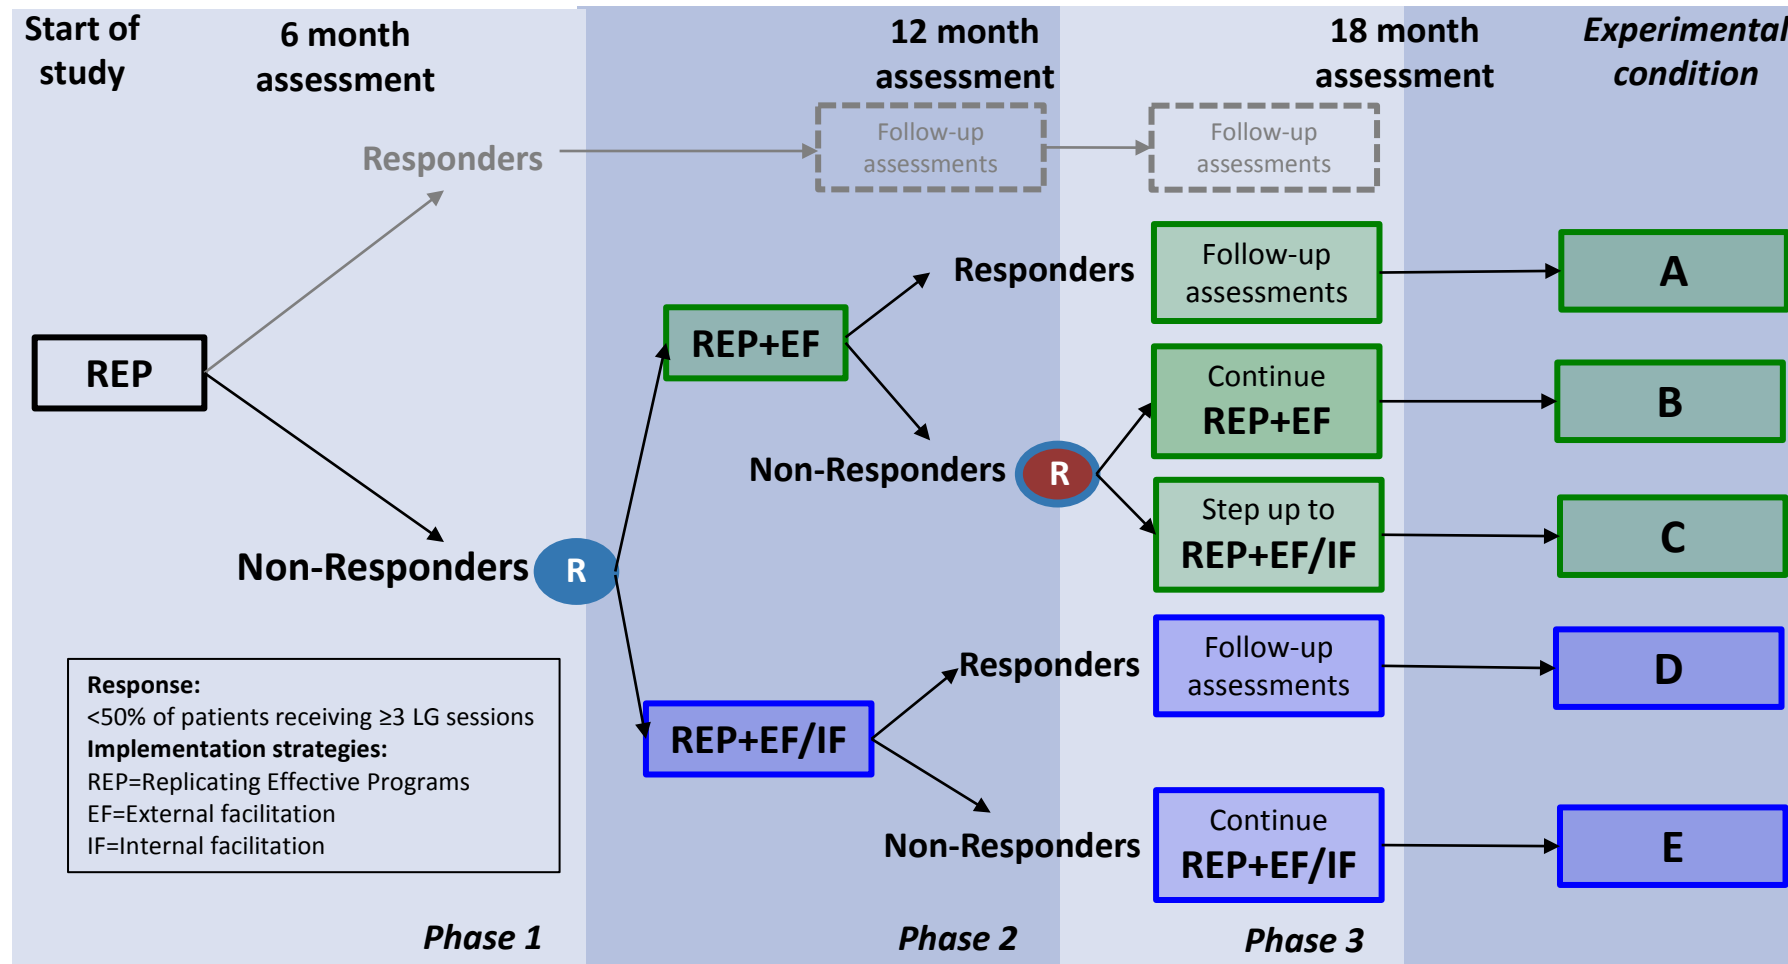 Start of
study
6 month
assessment
12 month
assessment
18 month
assessment
Experimental
condition
Responders
Follow-up
assessments
Follow-up
assessments
Responders
Follow-up
assessments
A
REP
REP+EF
Continue
REP+EF
B
Non-Responders
R
Step up to
REP+EF/IF
C
Non-Responders
R
Responders
Follow-up
assessments
D
REP+EF/IF
Non-Responders
Continue
REP+EF/IF
E
Response:
<50% of patients receiving ≥3 LG sessions
Implementation strategies:
REP=Replicating Effective Programs
EF=External facilitation
IF=Internal facilitation
Phase 1
Phase 2
Phase 3